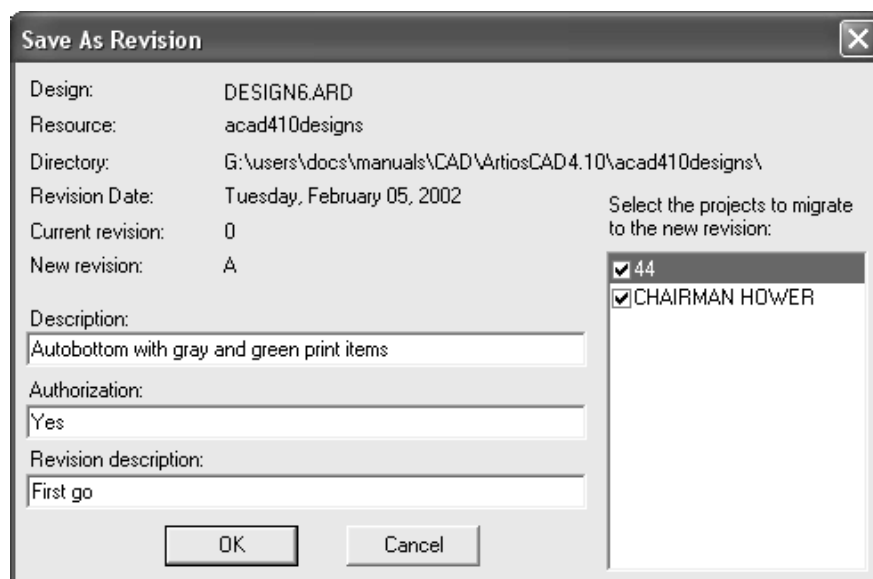 Save As Revision
Design: DESIGN6.ARD
Resource: acad410designs
Directory: G:\users\docs\manuals\CAD\ArtiosCAD4.10\acad410designs\
Revision Date: Tuesday, February 05, 2002
Current revision: 0
New revision: A
Select the projects to migrate
to the new revision:
44
CHAIRMAN HOWER
Description:
Autobottom with gray and green print items
Authorization:
Yes
Revision description:
First go
OK Cancel